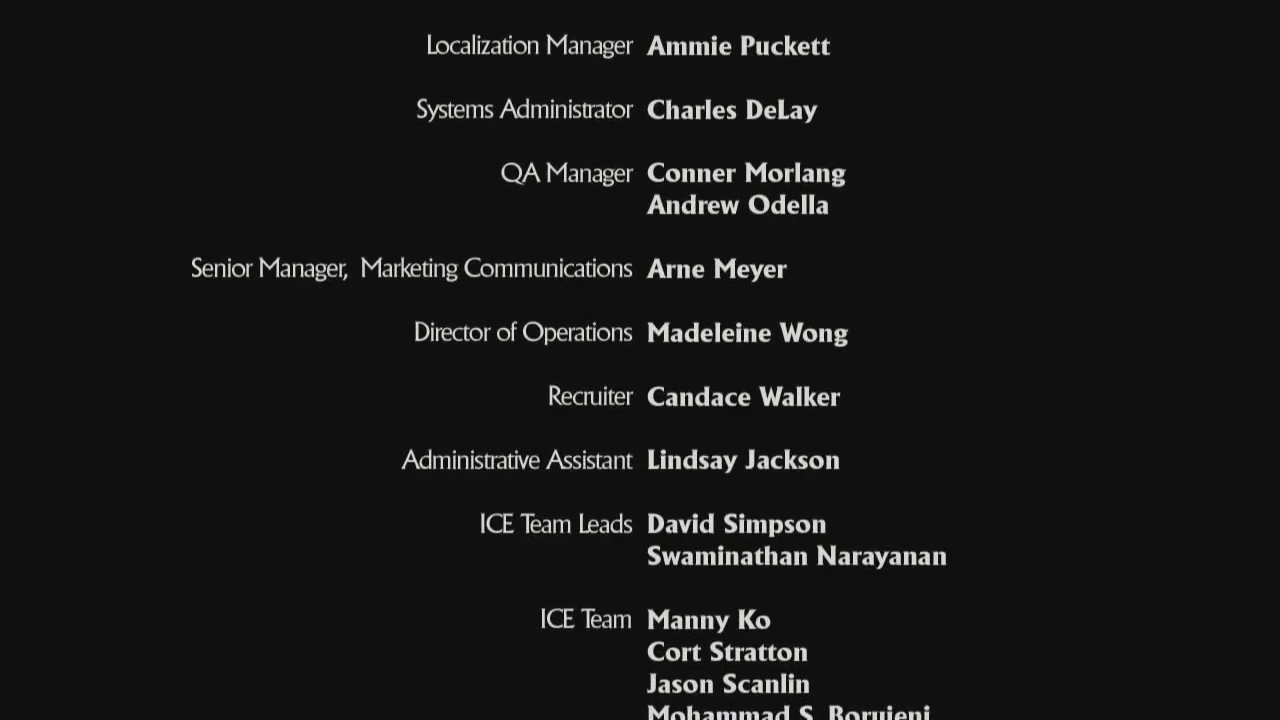 Localization Manager Ammie Puckett
Systems Administrator Charles DeLay
QA Manager Conner Morlang
Andrew Odella
Senior Manager, Marketing Communications Arne Meyer
Director of Operations Madeleine Wong
Recruiter Candace Walker
Administrative Assistant Lindsay Jackson
ICE Team Leads David Simpson
Swaminathan Narayanan
ICE Team Manny Ko
Cort Stratton
Jason Scanlin
Mohammad S. Borujeni